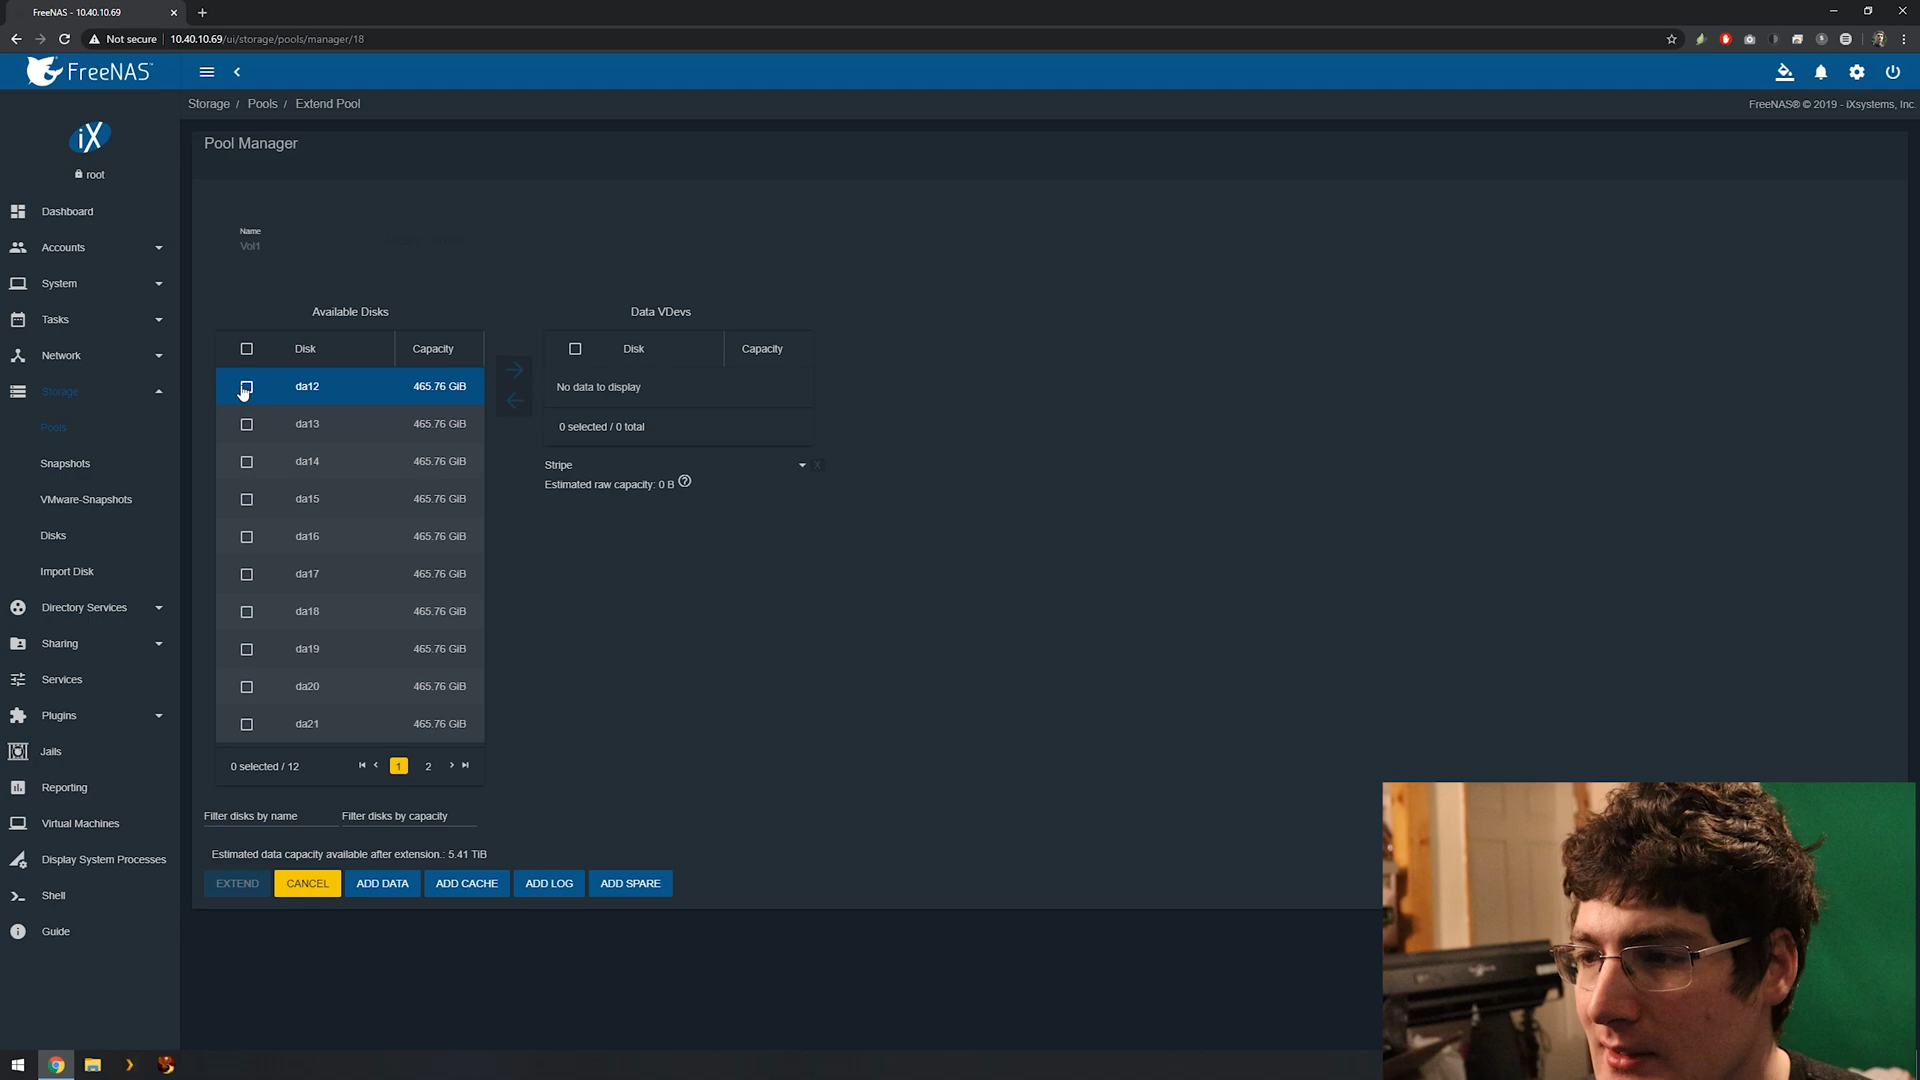 FreeNAS - 10.40.10.69
Not secure 10.40.10.69/ui/storage/pools/manager/18
FreeNAS
Storage / Pools / Extend Pool
FreeNAS® © 2019 - iXsystems, Inc.
iX
root
Pool Manager
Dashboard
Accounts
System
Tasks
Network
Storage
Pools
Snapshots
VMware-Snapshots
Disks
Import Disk
Directory Services
Sharing
Services
Plugins
Jails
Reporting
Virtual Machines
Display System Processes
Shell
Guide
Name
Vol1
Available Disks
Disk Capacity
da12 465.76 GiB
da13 465.76 GiB
da14 465.76 GiB
da15 465.76 GiB
da16 465.76 GiB
da17 465.76 GiB
da18 465.76 GiB
da19 465.76 GiB
da20 465.76 GiB
da21 465.76 GiB
0 selected / 12 1 2
Data VDevs
Disk Capacity
No data to display
0 selected / 0 total
Stripe X
Estimated raw capacity: 0 B
Filter disks by name Filter disks by capacity
Estimated data capacity available after extension.: 5.41 TiB
EXTEND CANCEL ADD DATA ADD CACHE ADD LOG ADD SPARE